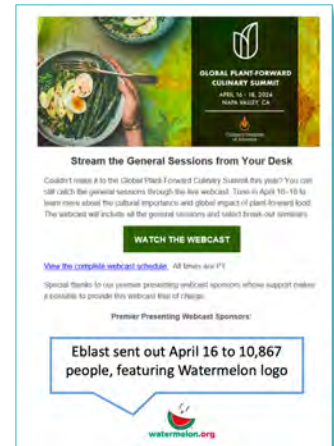 GLOBAL PLANT-FORWARD
CULINARY SUMMIT
APRIL 16 - 18, 2024
NAPA VALLEY, CA
Culinary Institute
of America
Stream the General Sessions from Your Desk
Couldn't make it to the Global Plant-Forward Culinary Summit this year? You can
still catch the general sessions through the live webcast. Tune in April 16–18 to
learn more about the cultural importance and global impact of plant-forward food.
The webcast will include all the general sessions and select break-out seminars.
WATCH THE WEBCAST
View the complete webcast schedule. All times are PT.
Special thanks to our premier presenting webcast sponsors whose support makes
it possible to provide this webcast free of charge.
Premier Presenting Webcast Sponsors:
Eblast sent out April 16 to 10,867
people, featuring Watermelon logo
watermelon.org